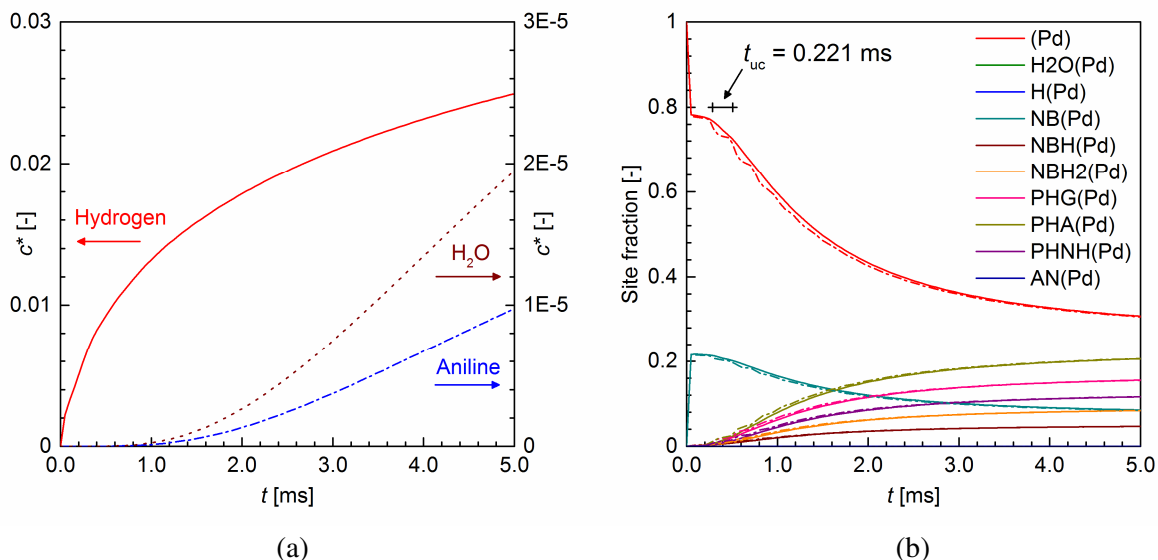 0.03
0.02
0.01
0
3E-5
2E-5
1E-5
0
0.0 1.0 2.0 3.0 4.0 5.0
c* [-]
c* [-]
t [ms]
Hydrogen
H₂O
Aniline
(a)
1
0.8
0.6
0.4
0.2
0
0.0 1.0 2.0 3.0 4.0 5.0
Site fraction [-]
t [ms]
t_uc = 0.221 ms
(Pd)
H2O(Pd)
H(Pd)
NB(Pd)
NBH(Pd)
NBH2(Pd)
PHG(Pd)
PHA(Pd)
PHNH(Pd)
AN(Pd)
(b)